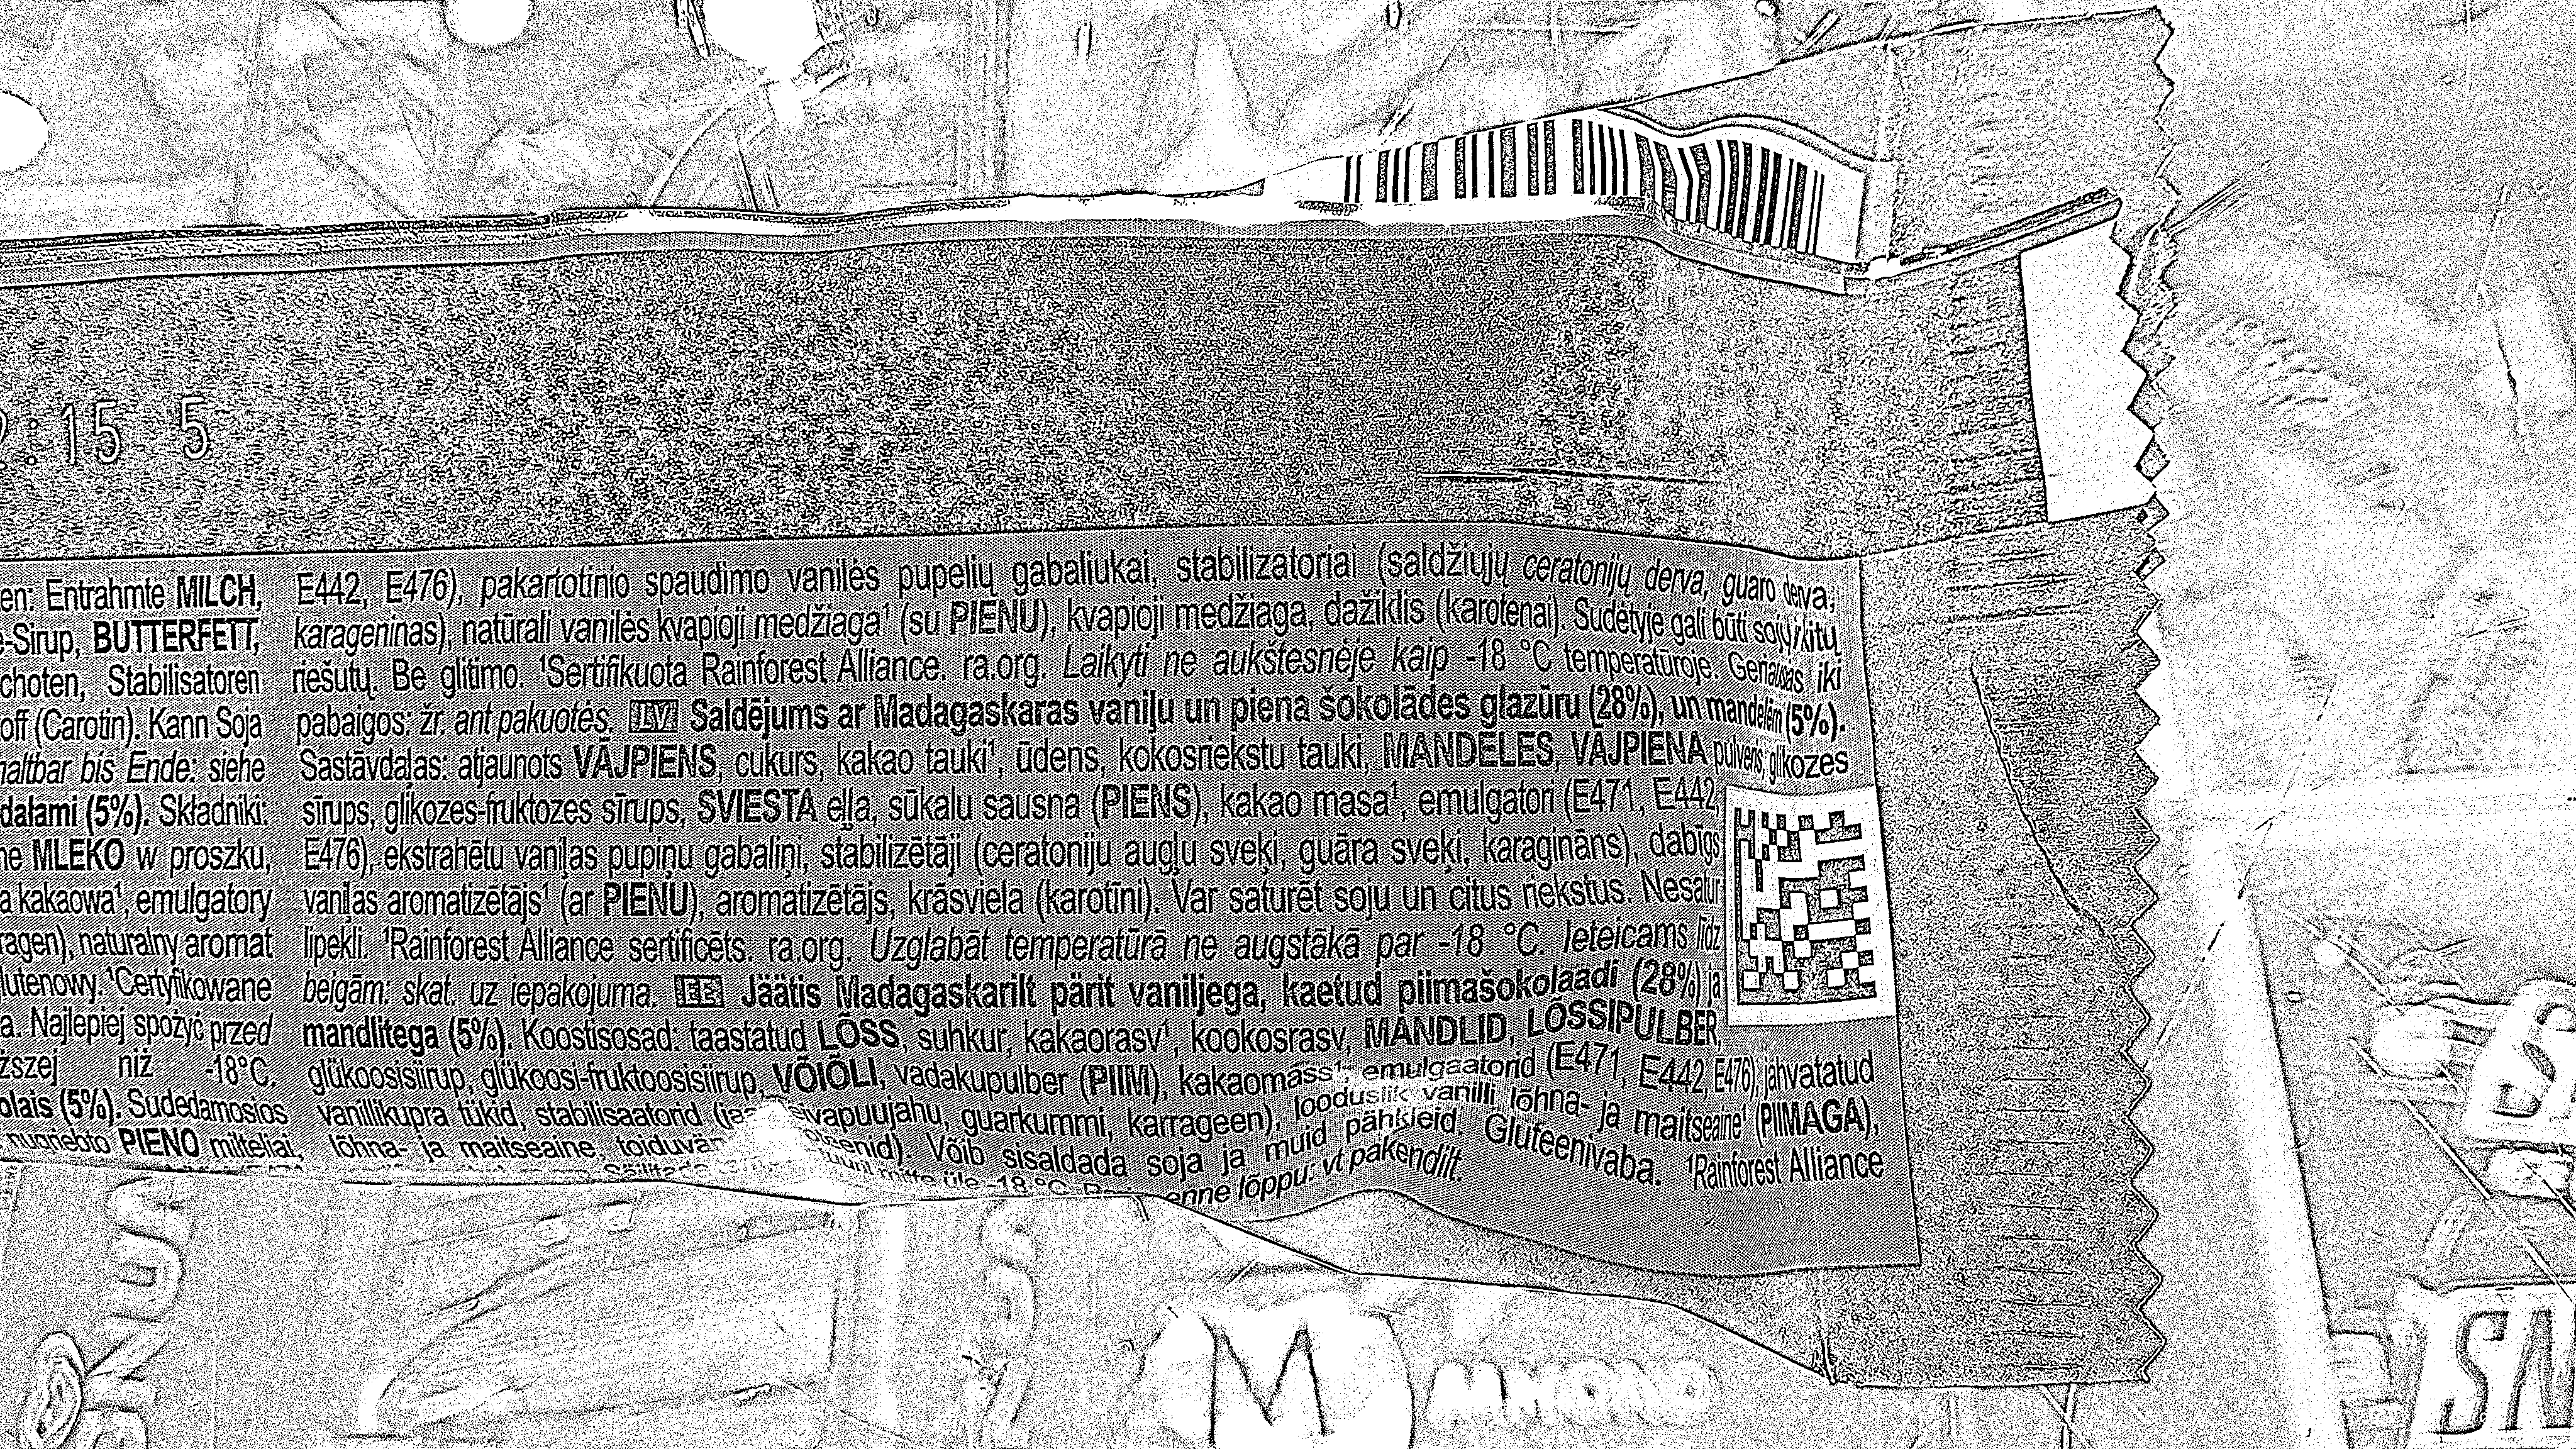 2:15 5
en: Entrahmte MILCH,
e-Sirup, BUTTERFETT,
choten, Stabilisatoren
off (Carotin). Kann Soja
haltbar bis Ende: siehe
dałami (5%). Składniki:
ne MLEKO w proszku,
a kakaowa¹, emulgatory
ragen), naturalny aromat
lutenowy. ¹Certyfikowane
a. Najlepiej spożyć przed
ższej niż -18°C.
olais (5%). Sudedamosios
nugriebto PIENO milteliai,
E442, E476), pakartotinio spaudimo vanilės pupelių gabaliukai, stabilizatoriai (saldžiųjų ceratonijų derva, guaro derva,
karageninas), natūrali vanilės kvapioji medžiaga¹ (su PIENU), kvapioji medžiaga, dažiklis (karotenai). Sudėtyje gali būti sojų ir kitų
riešutų. Be glitimo. ¹Sertifikuota Rainforest Alliance. ra.org. Laikyti ne aukštesnėje kaip -18 °C temperatūroje. Geriausias iki
pabaigos: žr. ant pakuotės. LV Saldējums ar Madagaskaras vaniļu un piena šokolādes glazūru (28%), un mandelēm (5%).
Sastāvdaļas: atjaunots VĀJPIENS, cukurs, kakao tauki¹, ūdens, kokosriekstu tauki, MANDELES, VĀJPIENA pulveris, glikozes
sīrups, glikozes-fruktozes sīrups, SVIESTA eļļa, sūkalu sausna (PIENS), kakao masa¹, emulgatori (E471, E442,
E476), ekstrahētu vaniļas pupiņu gabaliņi, stabilizētāji (ceratoniju augļu sveķi, guāra sveķi, karagināns), dabīgs
vaniļas aromatizētājs¹ (ar PIENU), aromatizētājs, krāsviela (karotīni). Var saturēt soju un citus riekstus. Nesatur
lipekli. ¹Rainforest Alliance sertificēts. ra.org. Uzglabāt temperatūrā ne augstākā par -18 °C. Ieteicams līdz
beigām: skat. uz iepakojuma. EE Jäätis Madagaskarilt pärit vaniljega, kaetud piimašokolaadi (28%) ja
mandlitega (5%). Koostisosad: taastatud LÕSS, suhkur, kakaorasv¹, kookosrasv, MANDLID, LÕSSIPULBER,
glükoosisiirup, glükoosi-fruktoosisiirup, VÕIÕLI, vadakupulber (PIIM), kakaomass¹, emulgaatorid (E471, E442, E476), jahvatatud
vanillikupra tükid, stabilisaatorid (jaa vapuujahu, guarkummi, karrageen), looduslik vanilli lõhna- ja maitseaine¹ (PIIMAGA),
lõhna- ja maitseaine, toiduvär otseenid). Võib sisaldada soja ja muid pähkleid. Gluteenivaba. ¹Rainforest Alliance
Säilitada mitte üle -18 °C. enne lõppu: vt pakendilt.
M
SN